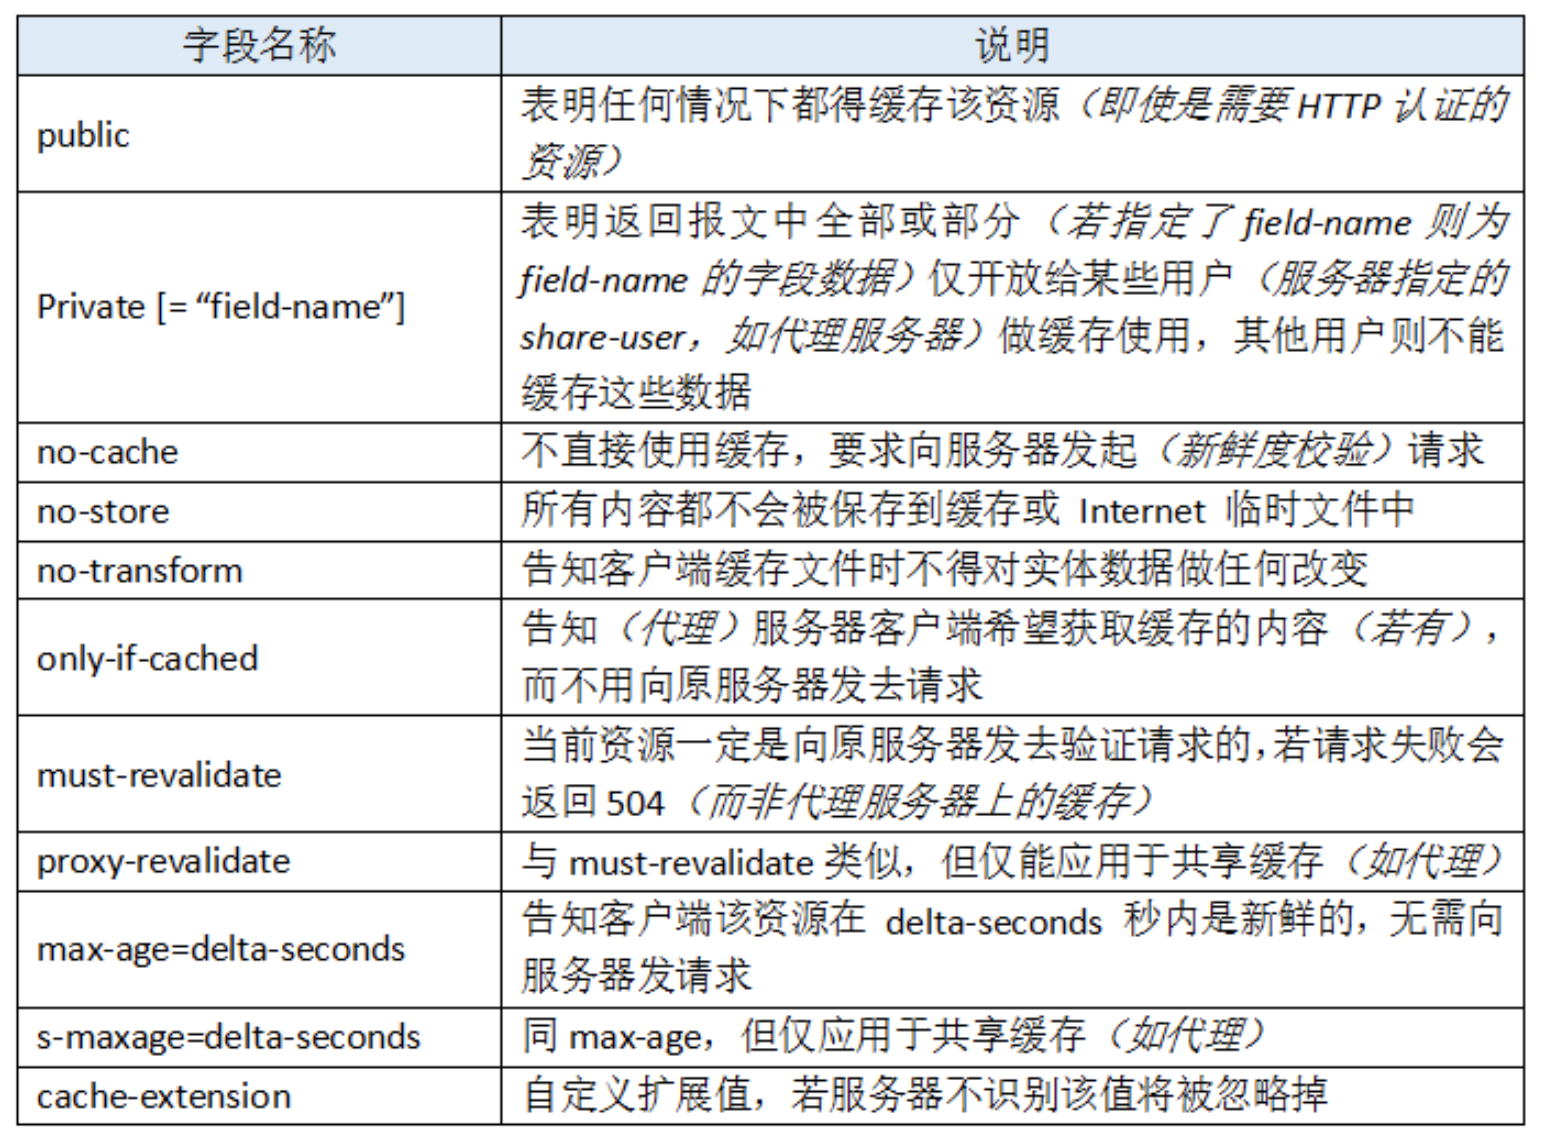 字段名称
说明
public
表明任何情况下都得缓存该资源（即使是需要 HTTP 认证的
资源）
Private [= “field-name”]
表明返回报文中全部或部分（若指定了 field-name 则为
field-name 的字段数据）仅开放给某些用户（服务器指定的
share-user，如代理服务器）做缓存使用，其他用户则不能
缓存这些数据
no-cache
不直接使用缓存，要求向服务器发起（新鲜度校验）请求
no-store
所有内容都不会被保存到缓存或 Internet 临时文件中
no-transform
告知客户端缓存文件时不得对实体数据做任何改变
only-if-cached
告知（代理）服务器客户端希望获取缓存的内容（若有），
而不用向原服务器发去请求
must-revalidate
当前资源一定是向原服务器发去验证请求的，若请求失败会
返回 504（而非代理服务器上的缓存）
proxy-revalidate
与 must-revalidate 类似，但仅能应用于共享缓存（如代理）
max-age=delta-seconds
告知客户端该资源在 delta-seconds 秒内是新鲜的，无需向
服务器发请求
s-maxage=delta-seconds
同 max-age，但仅应用于共享缓存（如代理）
cache-extension
自定义扩展值，若服务器不识别该值将被忽略掉